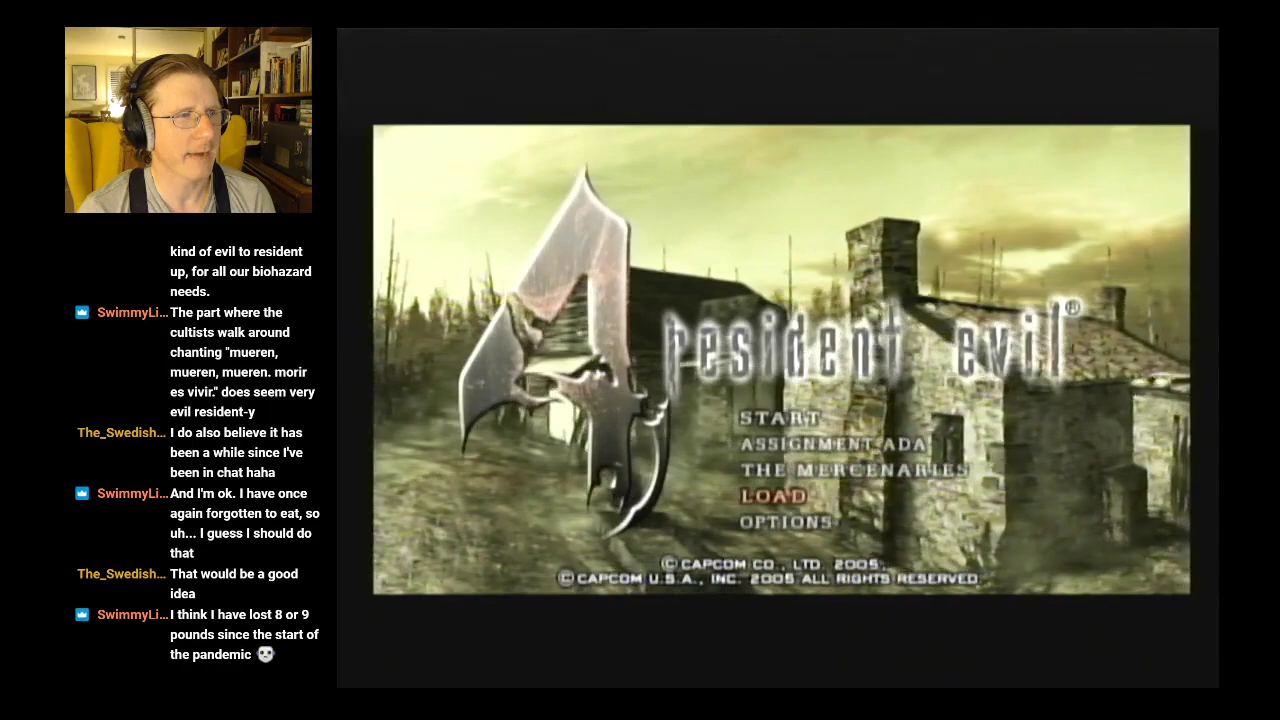 kind of evil to resident
up, for all our biohazard
needs.
SwimmyLi... The part where the
cultists walk around
chanting "mueren,
mueren, mueren. morir
es vivir." does seem very
evil resident-y
The_Swedish... I do also believe it has
been a while since I've
been in chat haha
SwimmyLi... And I'm ok. I have once
again forgotten to eat, so
uh... I guess I should do
that
The_Swedish... That would be a good
idea
SwimmyLi... I think I have lost 8 or 9
pounds since the start of
the pandemic
4
resident evil®
START
ASSIGNMENT ADA
THE MERCENARIES
LOAD
OPTIONS
©CAPCOM CO., LTD. 2005.
©CAPCOM U.S.A., INC. 2005 ALL RIGHTS RESERVED.